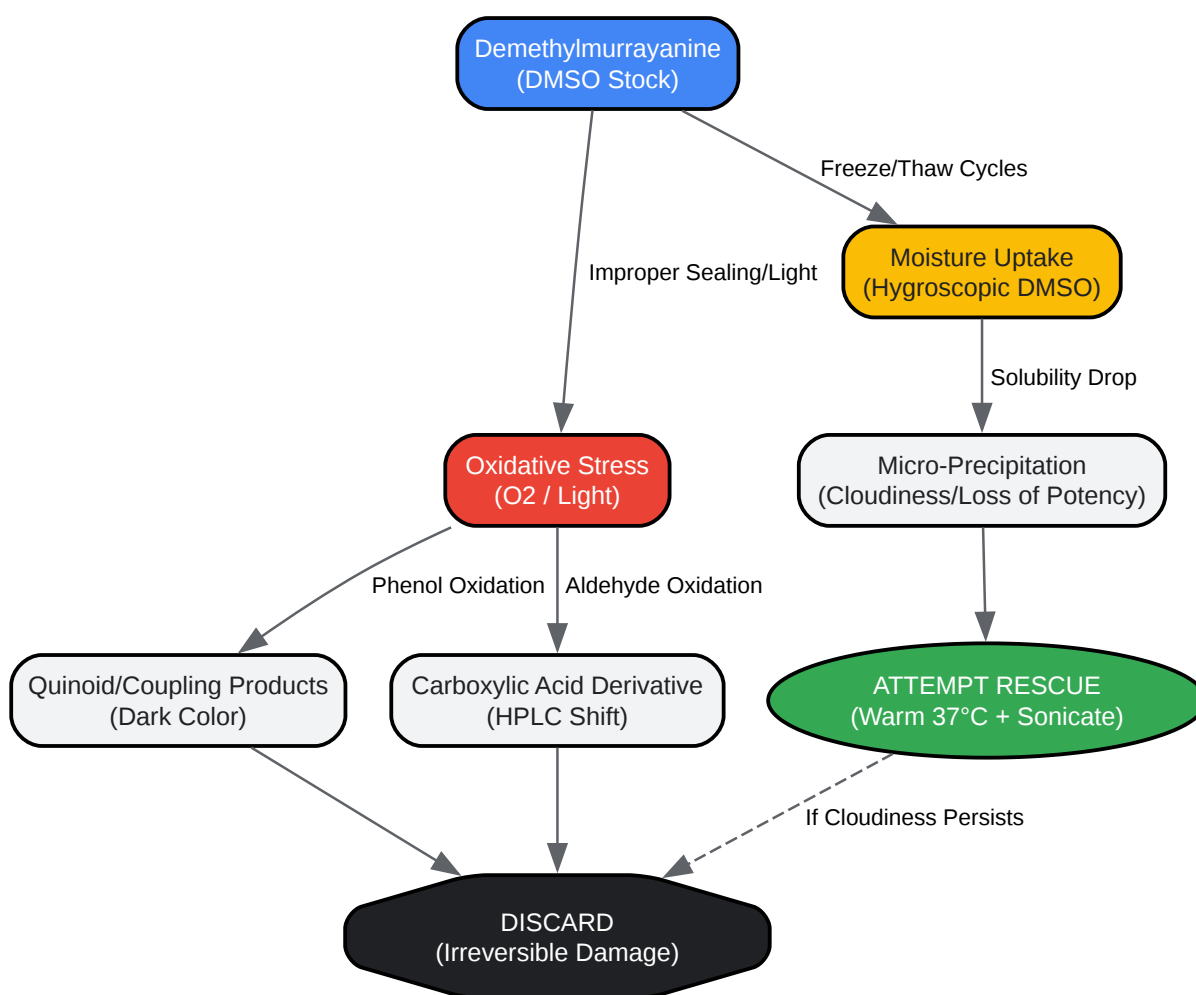 Demethylmurrayanine
(DMSO Stock)
Freeze/Thaw Cycles
Improper Sealing/Light
Moisture Uptake
(Hygroscopic DMSO)
Solubility Drop
Oxidative Stress
(O2 / Light)
Micro-Precipitation
(Cloudiness/Loss of Potency)
Phenol Oxidation
Aldehyde Oxidation
Quinoid/Coupling Products
(Dark Color)
Carboxylic Acid Derivative
(HPLC Shift)
ATTEMPT RESCUE
(Warm 37°C + Sonicate)
If Cloudiness Persists
DISCARD
(Irreversible Damage)